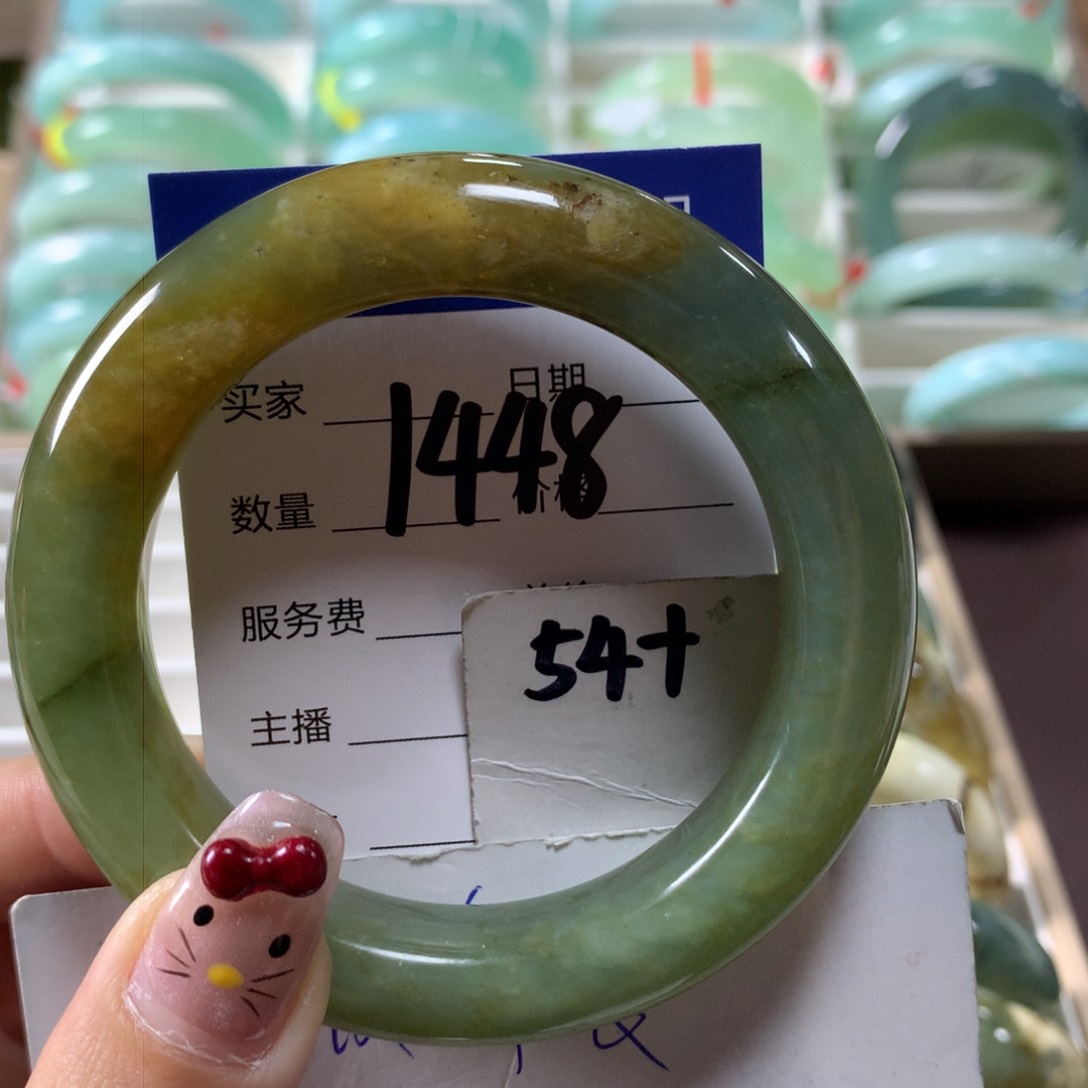 买家 日期
1448
数量 价格
服务费
54+
主播